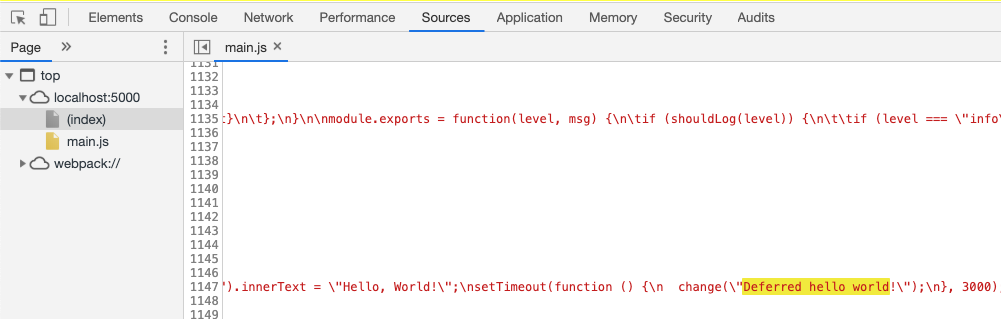 Elements Console Network Performance Sources Application Memory Security Audits
Page » main.js ×
top
localhost:5000
(index)
main.js
webpack://
1131
1132
1133
1134
1135 t}\n\t};\n}\n\nmodule.exports = function(level, msg) {\n\tif (shouldLog(level)) {\n\t\tif (level === \"info\
1136
1137
1138
1139
1140
1141
1142
1143
1144
1145
1146
1147 ").innerText = \"Hello, World!\";\nsetTimeout(function () {\n  change(\"Deferred hello world!\");\n}, 3000)
1148
1149